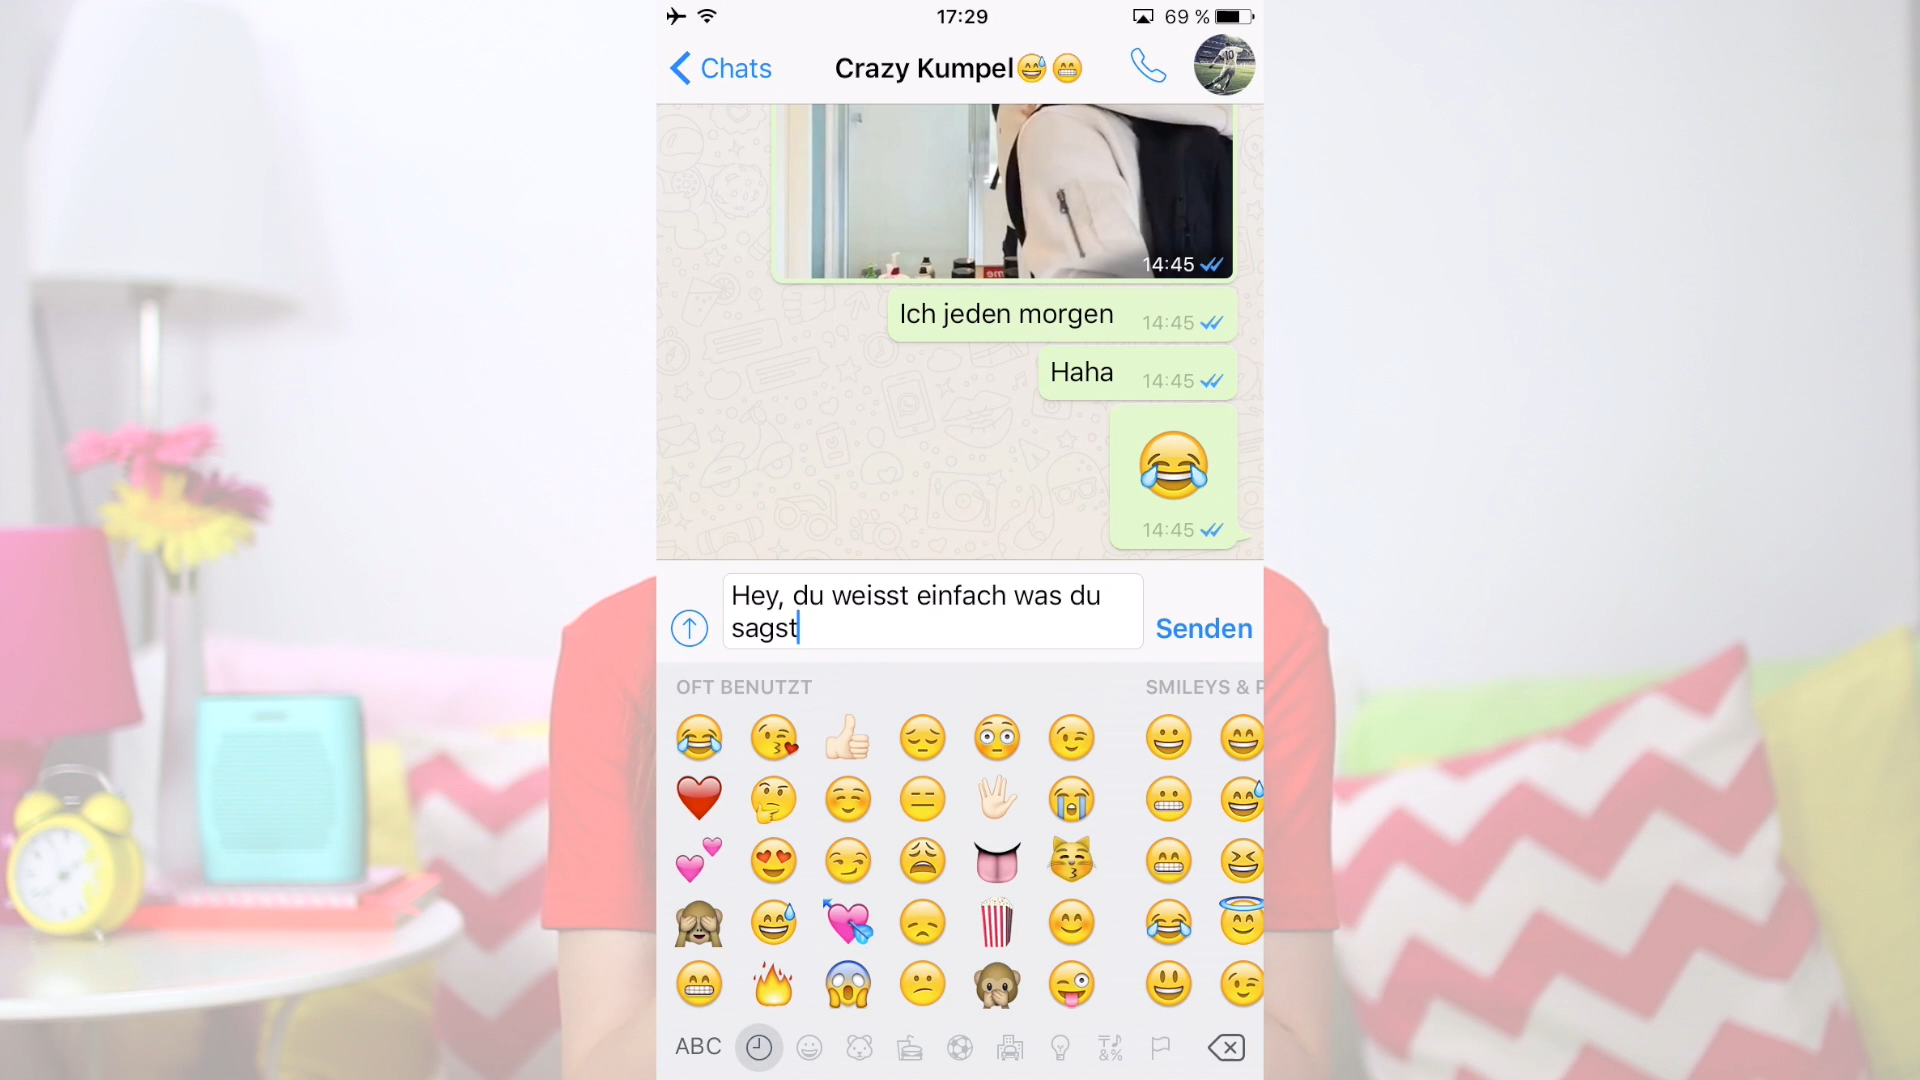 17:29
69 %
Chats
Crazy Kumpel😅😁
14:45
Ich jeden morgen 14:45
Haha 14:45
😂
14:45
Hey, du weisst einfach was du
sagst
Senden
OFT BENUTZT
SMILEYS & P
ABC